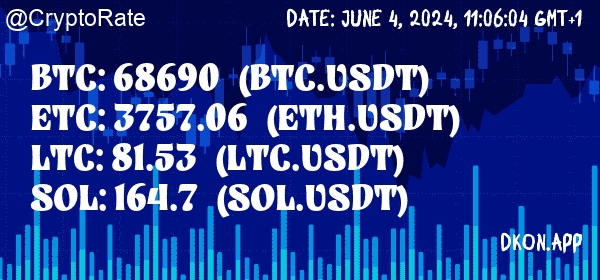 @CryptoRate
DATE: JUNE 4, 2024, 11:06:04 GMT+1
BTC: 68690 (BTC.USDT)
ETC: 3757.06 (ETH.USDT)
LTC: 81.53 (LTC.USDT)
SOL: 164.7 (SOL.USDT)
DKON.APP